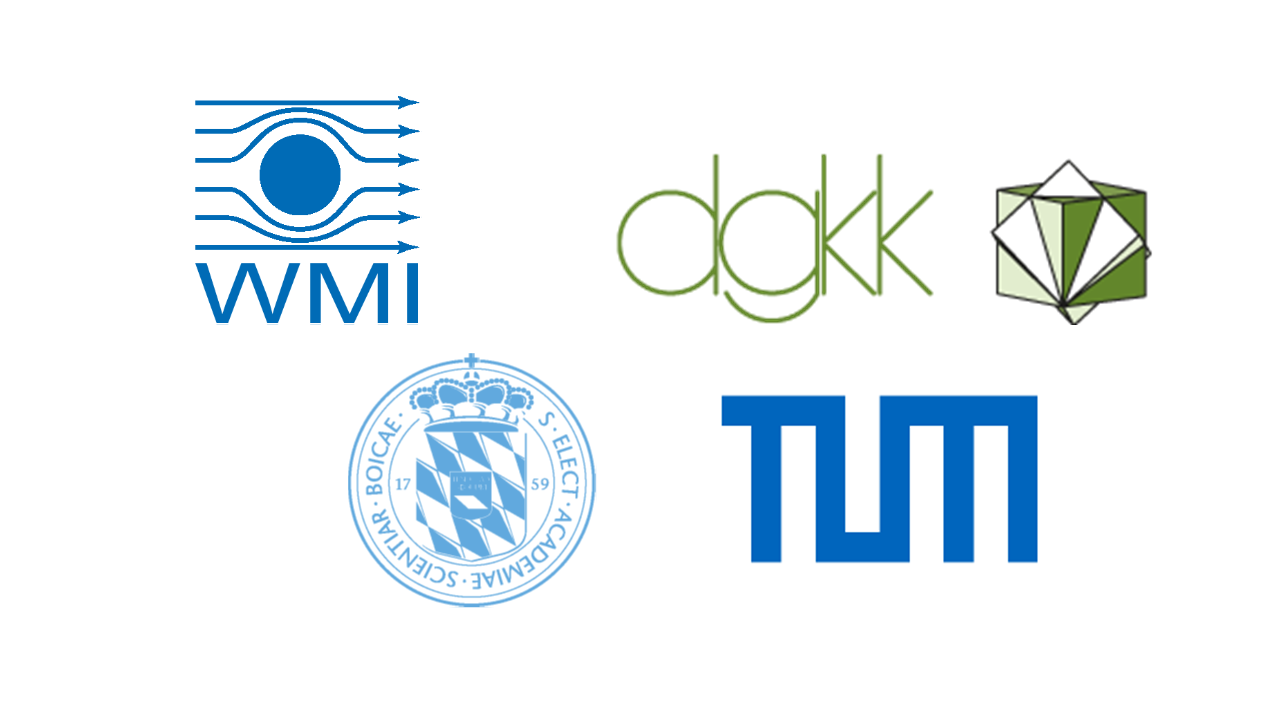 WMI
dgkk
S · ELECT · ACADEMIAE · SCIENTIAR · BOICAE ·
17 59
TUM